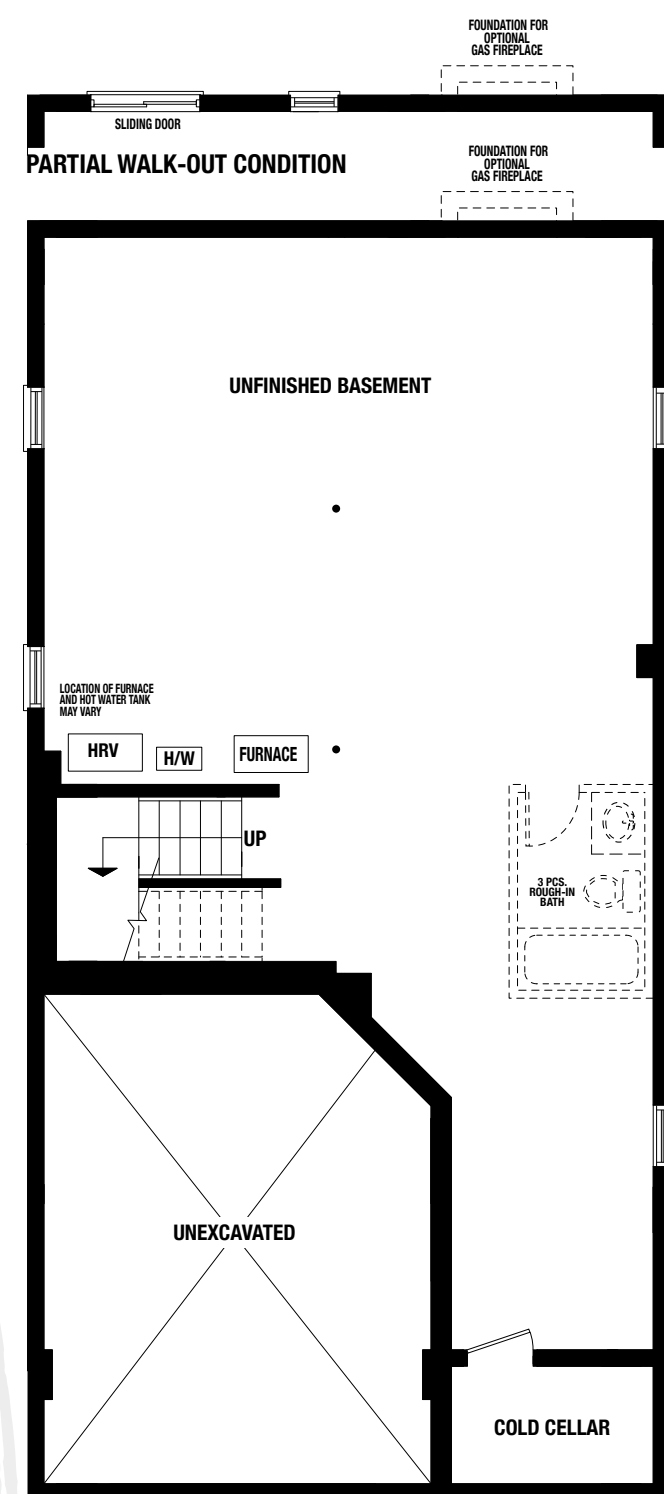 FOUNDATION FOR
OPTIONAL
GAS FIREPLACE
SLIDING DOOR
PARTIAL WALK-OUT CONDITION
FOUNDATION FOR
OPTIONAL
GAS FIREPLACE
UNFINISHED BASEMENT
LOCATION OF FURNACE
AND HOT WATER TANK
MAY VARY
HRV
H/W
FURNACE
UP
3 PCS.
ROUGH-IN
BATH
UNEXCAVATED
COLD CELLAR